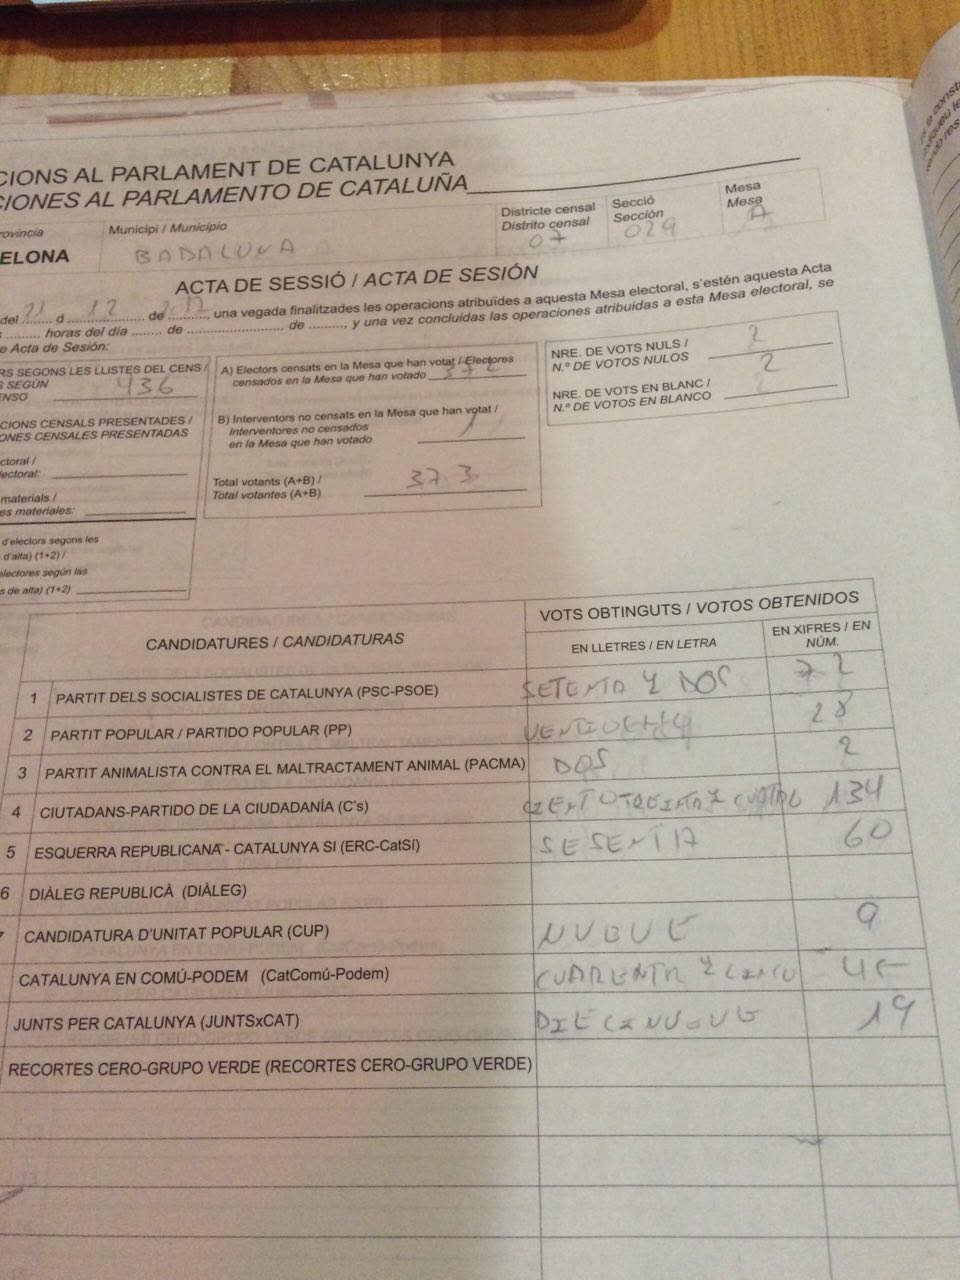 CIONS AL PARLAMENT DE CATALUNYA
CIONES AL PARLAMENTO DE CATALUÑA
rovincia
ELONA
Municipi / Municipio
BADALUNA
Districte censal
Distrito censal
07
Secció
Sección
029
Mesa
Mesa
A
ACTA DE SESSIÓ / ACTA DE SESIÓN
del 21 d 12 de 2017, una vegada finalitzades les operacions atribuïdes a aquesta Mesa electoral, s'estén aquesta Acta
horas del día ........ de ........................ de ........., y una vez concluidas las operaciones atribuidas a esta Mesa electoral, se
e Acta de Sesión:
RS SEGONS LES LLISTES DEL CENS /
S SEGÚN
ENSO 436
CIONS CENSALS PRESENTADES /
ONES CENSALES PRESENTADAS
ctoral /
lectoral:
materials /
es materiales:
d'electors segons les
d'alta) (1+2) /
electores según las
s de alta) (1+2)
A) Electors censats en la Mesa que han votat / Electores
censados en la Mesa que han votado 372
B) Interventors no censats en la Mesa que han votat /
Interventores no censados
en la Mesa que han votado 1
Total votants (A+B) /
Total votantes (A+B) 373
NRE. DE VOTS NULS /
N.º DE VOTOS NULOS 2
NRE. DE VOTS EN BLANC /
N.º DE VOTOS EN BLANCO 2
CANDIDATURES / CANDIDATURAS
VOTS OBTINGUTS / VOTOS OBTENIDOS
EN LLETRES / EN LETRA
EN XIFRES / EN
NÚM.
1 PARTIT DELS SOCIALISTES DE CATALUNYA (PSC-PSOE) SETENTA Y DOS 72
2 PARTIT POPULAR / PARTIDO POPULAR (PP) VENTIOCHO 28
3 PARTIT ANIMALISTA CONTRA EL MALTRACTAMENT ANIMAL (PACMA) DOS 2
4 CIUTADANS-PARTIDO DE LA CIUDADANÍA (C's) CIENTOTREINTA Y CUATRO 134
5 ESQUERRA REPUBLICANA - CATALUNYA SI (ERC-CatSí) SESENTA 60
6 DIÀLEG REPUBLICÀ (DIÀLEG)
CANDIDATURA D'UNITAT POPULAR (CUP) NUEVE 9
CATALUNYA EN COMÚ-PODEM (CatComú-Podem) CUARENTA Y CINCO 45
JUNTS PER CATALUNYA (JUNTSxCAT) DIECINUEVE 19
RECORTES CERO-GRUPO VERDE (RECORTES CERO-GRUPO VERDE)